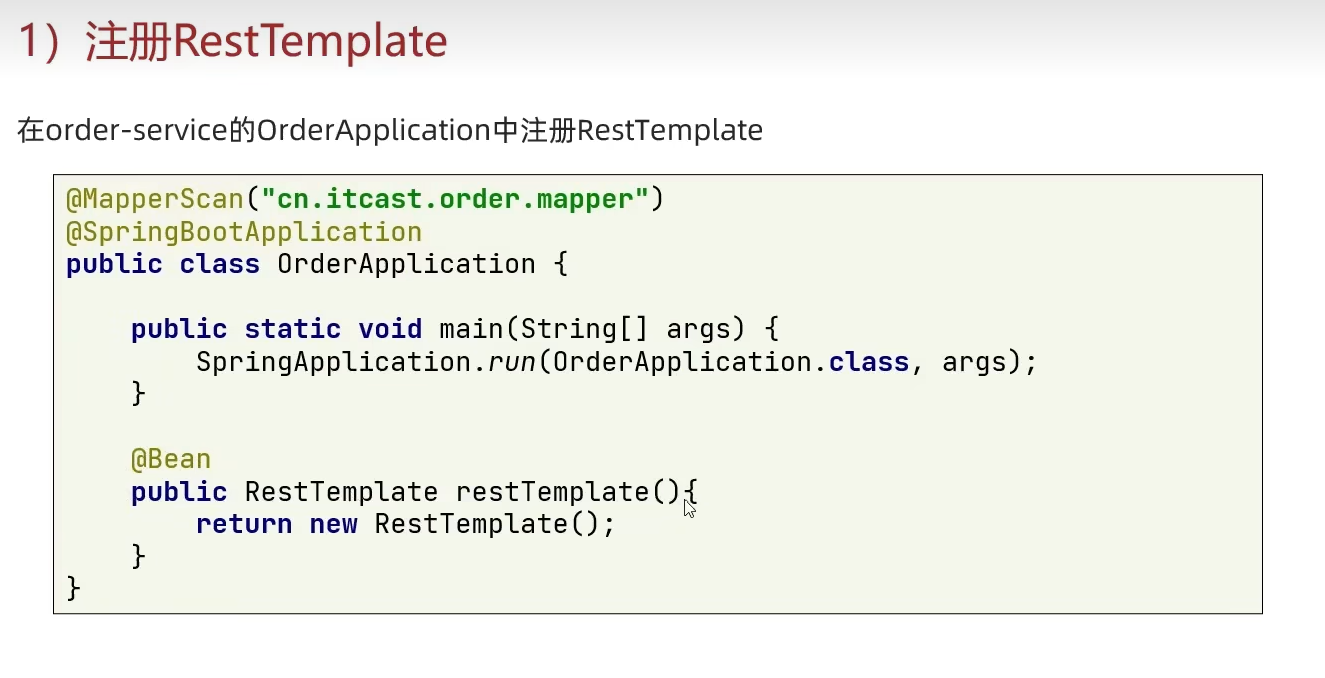 1）注册RestTemplate
在order-service的OrderApplication中注册RestTemplate
@MapperScan("cn.itcast.order.mapper")
@SpringBootApplication
public class OrderApplication {
public static void main(String[] args) {
SpringApplication.run(OrderApplication.class, args);
}
@Bean
public RestTemplate restTemplate(){
return new RestTemplate();
}
}